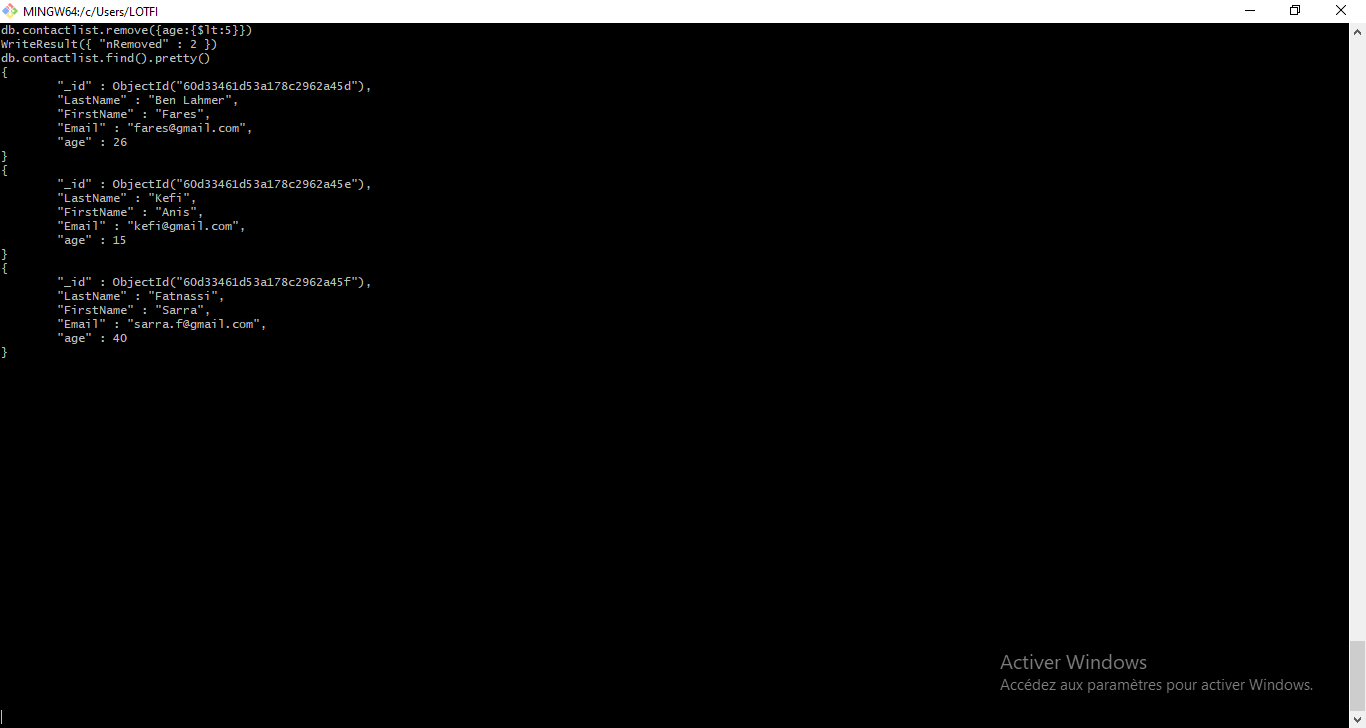 MINGW64:/c/Users/LOTFI
db.contactlist.remove({age:{$lt:5}})
WriteResult({ "nRemoved" : 2 })
db.contactlist.find().pretty()
{
        "_id" : ObjectId("60d33461d53a178c2962a45d"),
        "LastName" : "Ben Lahmer",
        "FirstName" : "Fares",
        "Email" : "fares@gmail.com",
        "age" : 26
}
{
        "_id" : ObjectId("60d33461d53a178c2962a45e"),
        "LastName" : "Kefi",
        "FirstName" : "Anis",
        "Email" : "kefi@gmail.com",
        "age" : 15
}
{
        "_id" : ObjectId("60d33461d53a178c2962a45f"),
        "LastName" : "Fatnassi",
        "FirstName" : "Sarra",
        "Email" : "sarra.f@gmail.com",
        "age" : 40
}
Activer Windows
Accédez aux paramètres pour activer Windows.